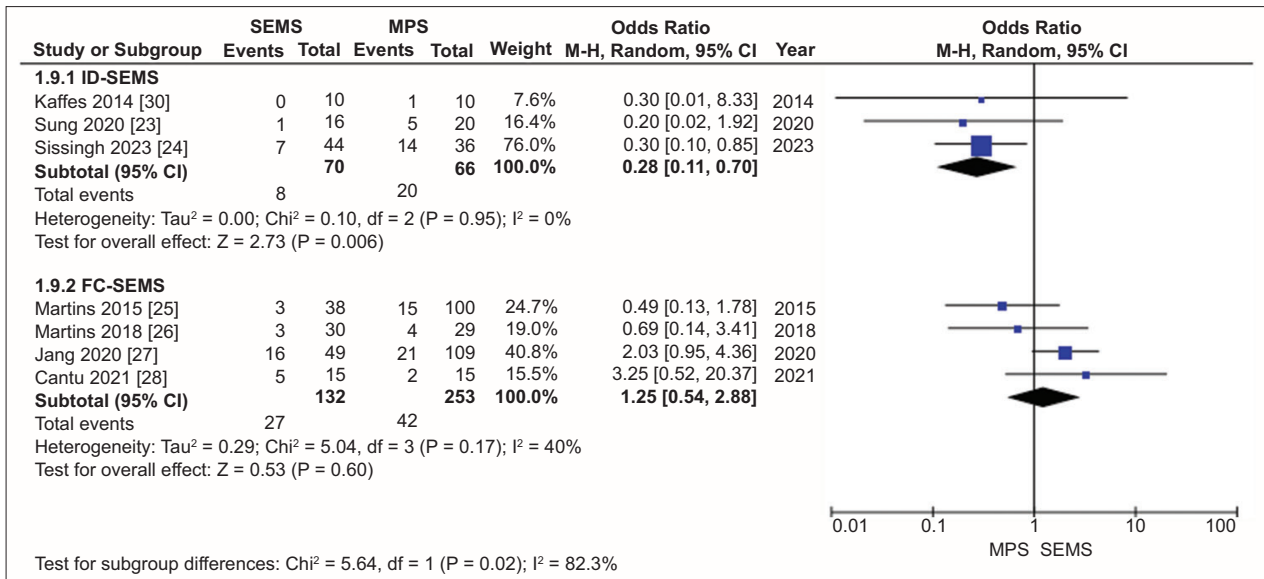 SEMS MPS Odds Ratio Odds Ratio
Study or Subgroup Events Total Events Total Weight M-H, Random, 95% CI Year M-H, Random, 95% CI
1.9.1 ID-SEMS
Kaffes 2014 [30] 0 10 1 10 7.6% 0.30 [0.01, 8.33] 2014
Sung 2020 [23] 1 16 5 20 16.4% 0.20 [0.02, 1.92] 2020
Sissingh 2023 [24] 7 44 14 36 76.0% 0.30 [0.10, 0.85] 2023
Subtotal (95% CI) 70 66 100.0% 0.28 [0.11, 0.70]
Total events 8 20
Heterogeneity: Tau² = 0.00; Chi² = 0.10, df = 2 (P = 0.95); I² = 0%
Test for overall effect: Z = 2.73 (P = 0.006)
1.9.2 FC-SEMS
Martins 2015 [25] 3 38 15 100 24.7% 0.49 [0.13, 1.78] 2015
Martins 2018 [26] 3 30 4 29 19.0% 0.69 [0.14, 3.41] 2018
Jang 2020 [27] 16 49 21 109 40.8% 2.03 [0.95, 4.36] 2020
Cantu 2021 [28] 5 15 2 15 15.5% 3.25 [0.52, 20.37] 2021
Subtotal (95% CI) 132 253 100.0% 1.25 [0.54, 2.88]
Total events 27 42
Heterogeneity: Tau² = 0.29; Chi² = 5.04, df = 3 (P = 0.17); I² = 40%
Test for overall effect: Z = 0.53 (P = 0.60)
0.01 0.1 1 10 100
MPS SEMS
Test for subgroup differences: Chi² = 5.64, df = 1 (P = 0.02); I² = 82.3%